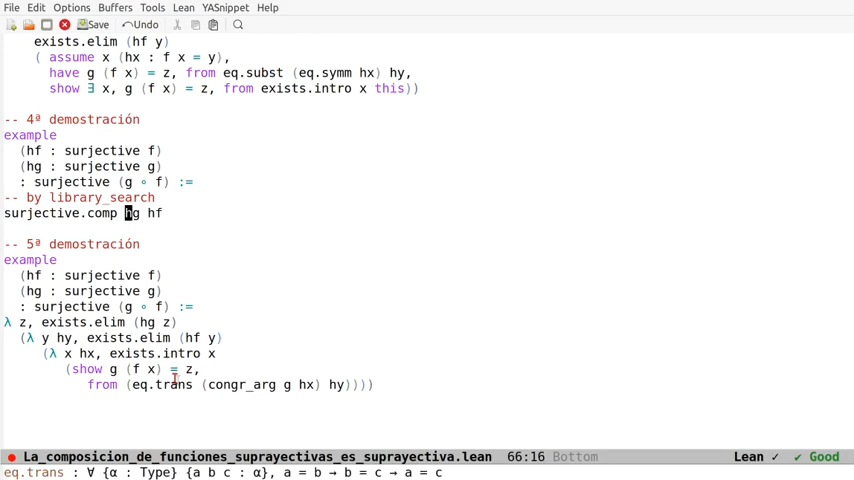 File Edit Options Buffers Tools Lean YASnippet Help
Save Undo
exists.elim (hf y)
( assume x (hx : f x = y),
have g (f x) = z, from eq.subst (eq.symm hx) hy,
show ∃ x, g (f x) = z, from exists.intro x this))
-- 4ª demostración
example
(hf : surjective f)
(hg : surjective g)
: surjective (g ∘ f) :=
-- by library_search
surjective.comp hg hf
-- 5ª demostración
example
(hf : surjective f)
(hg : surjective g)
: surjective (g ∘ f) :=
λ z, exists.elim (hg z)
(λ y hy, exists.elim (hf y)
(λ x hx, exists.intro x
(show g (f x) = z,
from (eq.trans (congr_arg g hx) hy))))
La_composicion_de_funciones_suprayectivas_es_suprayectiva.lean 66:16 Bottom Lean ✓ ✔ Good
eq.trans : ∀ {α : Type} {a b c : α}, a = b → b = c → a = c